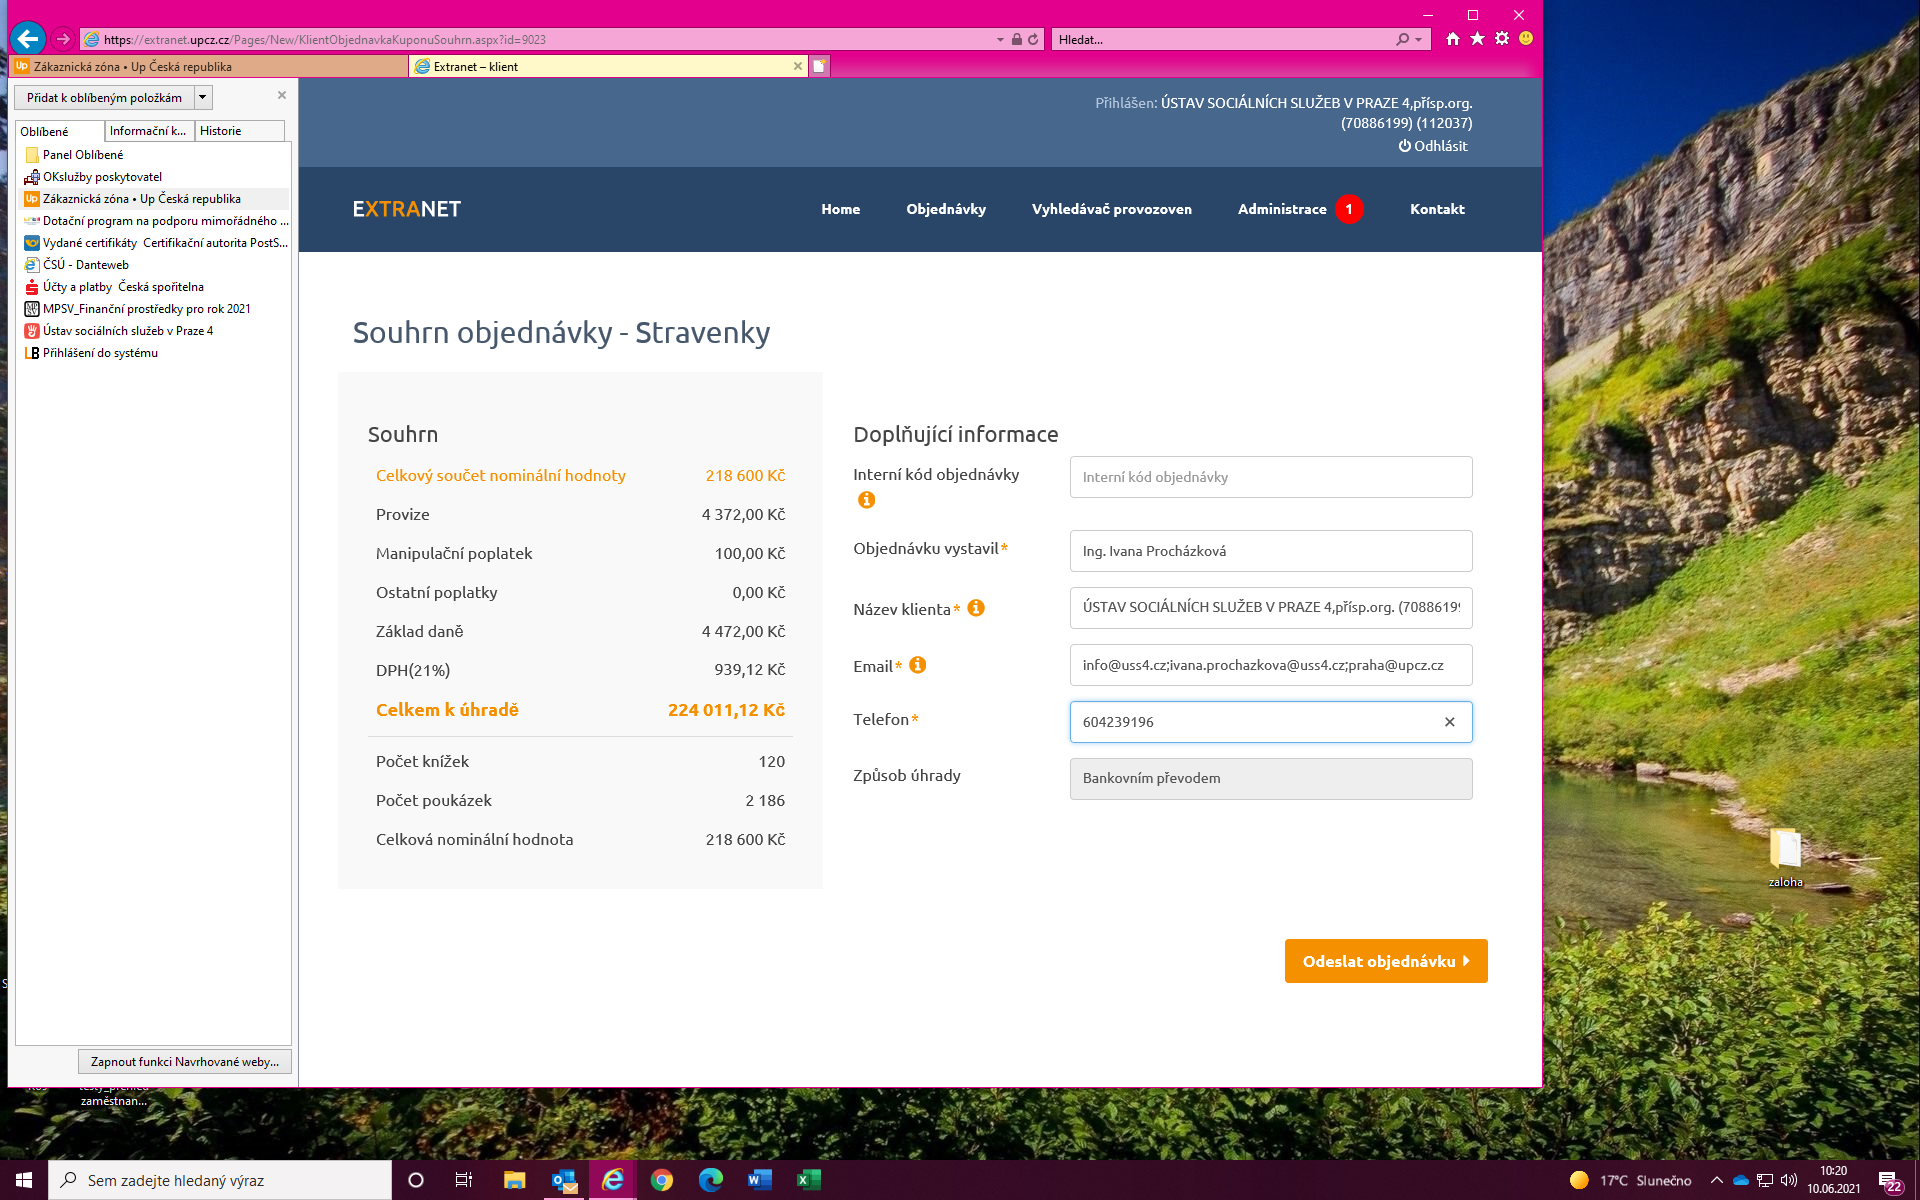 https://extranet.upcz.cz/Pages/New/KlientObjednavkaKuponuSouhrn.aspx?id=9023
Hledat...
Up Zákaznická zóna • Up Česká republika
Extranet – klient
Přidat k oblíbeným položkám
Oblíbené
Informační k...
Historie
Panel Oblíbené
OKslužby poskytovatel
Up Zákaznická zóna • Up Česká republika
Dotační program na podporu mimořádného ...
Vydané certifikáty Certifikační autorita PostS...
ČSÚ - Danteweb
Účty a platby Česká spořitelna
MPSV_Finanční prostředky pro rok 2021
Ústav sociálních služeb v Praze 4
LB Přihlášení do systému
Zapnout funkci Navrhované weby...
Přihlášen: ÚSTAV SOCIÁLNÍCH SLUŽEB V PRAZE 4,přísp.org.
(70886199) (112037)
Odhlásit
EXTRANET
Home
Objednávky
Vyhledávač provozoven
Administrace 1
Kontakt
Souhrn objednávky - Stravenky
Souhrn
Celkový součet nominální hodnoty 218 600 Kč
Provize 4 372,00 Kč
Manipulační poplatek 100,00 Kč
Ostatní poplatky 0,00 Kč
Základ daně 4 472,00 Kč
DPH(21%) 939,12 Kč
Celkem k úhradě 224 011,12 Kč
Počet knížek 120
Počet poukázek 2 186
Celková nominální hodnota 218 600 Kč
Doplňující informace
Interní kód objednávky Interní kód objednávky
Objednávku vystavil* Ing. Ivana Procházková
Název klienta* ÚSTAV SOCIÁLNÍCH SLUŽEB V PRAZE 4,přísp.org. (7088619
Email* info@uss4.cz;ivana.prochazkova@uss4.cz;praha@upcz.cz
Telefon* 604239196
Způsob úhrady Bankovním převodem
Odeslat objednávku
zaloha
zaměstnan...
Sem zadejte hledaný výraz
17°C Slunečno
10:20
10.06.2021
22